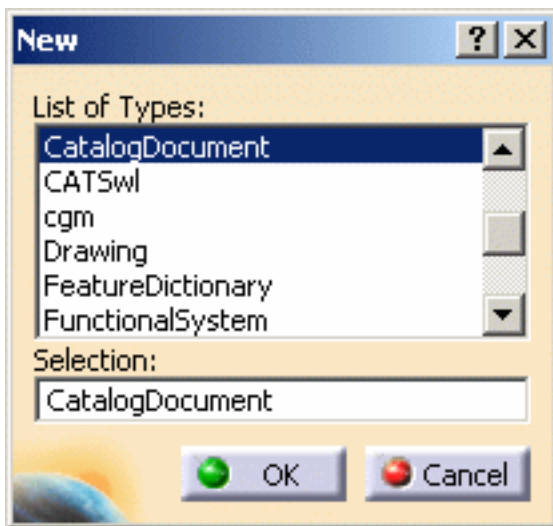 New
List of Types:
CatalogDocument
CATSwl
cgm
Drawing
FeatureDictionary
FunctionalSystem
Selection:
CatalogDocument
OK Cancel